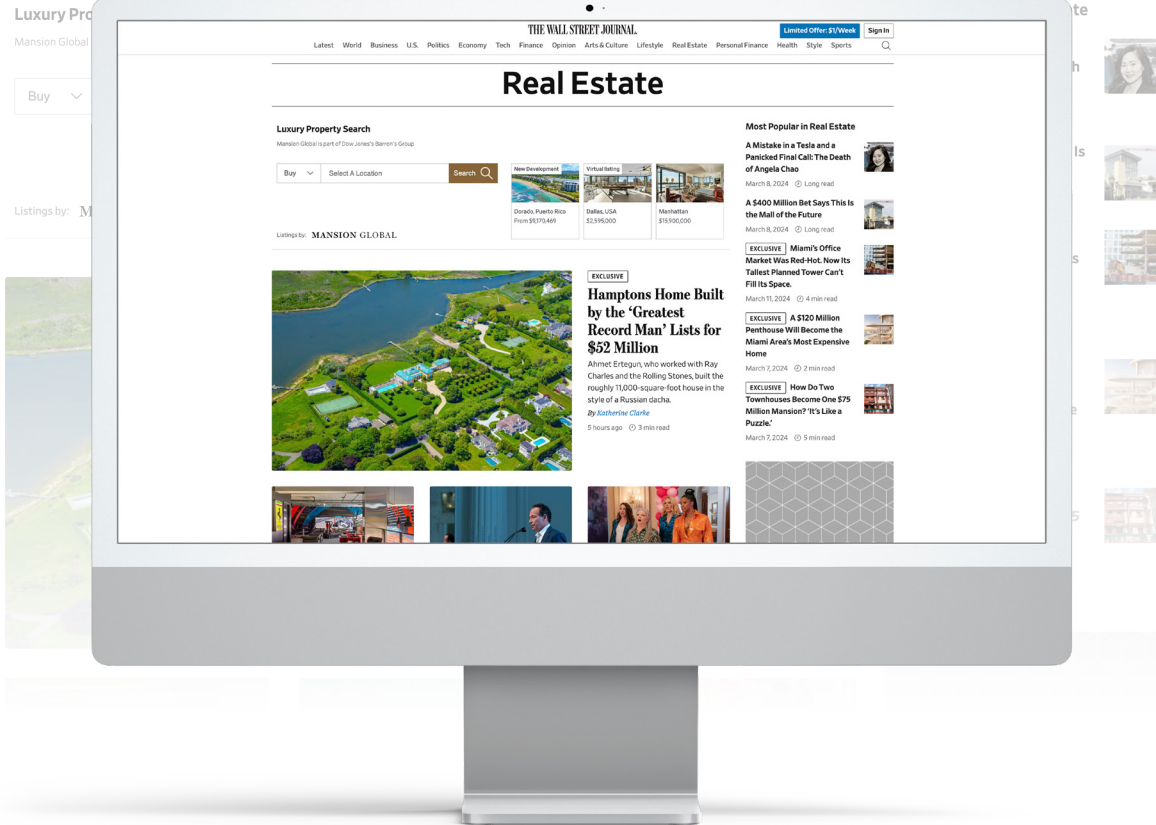 Luxury Pro
Mansion Global
Buy
Listings by: M
THE WALL STREET JOURNAL.
Limited Offer: $1/Week
Sign In
Latest World Business U.S. Politics Economy Tech Finance Opinion Arts & Culture Lifestyle Real Estate Personal Finance Health Style Sports
Real Estate
Luxury Property Search
Mansion Global is part of Dow Jones's Barron's Group
Buy
Select A Location
Search
Listings by: MANSION GLOBAL
New Development
Dorado, Puerto Rico
From $5,170,469
Virtual listing
Dallas, USA
$2,595,000
Manhattan
$19,900,000
EXCLUSIVE
Hamptons Home Built
by the ‘Greatest
Record Man’ Lists for
$52 Million
Ahmet Ertegun, who worked with Ray
Charles and the Rolling Stones, built the
roughly 11,000-square-foot house in the
style of a Russian dacha.
By Katherine Clarke
5 hours ago 3 min read
Most Popular in Real Estate
A Mistake in a Tesla and a
Panicked Final Call: The Death
of Angela Chao
March 8, 2024 Long read
A $400 Million Bet Says This Is
the Mall of the Future
March 8, 2024 Long read
EXCLUSIVE Miami’s Office
Market Was Red-Hot. Now Its
Tallest Planned Tower Can’t
Fill Its Space.
March 11, 2024 4 min read
EXCLUSIVE A $120 Million
Penthouse Will Become the
Miami Area’s Most Expensive
Home
March 7, 2024 2 min read
EXCLUSIVE How Do Two
Townhouses Become One $75
Million Mansion? ‘It’s Like a
Puzzle.’
March 7, 2024 5 min read
te
h
ls
s
e
5